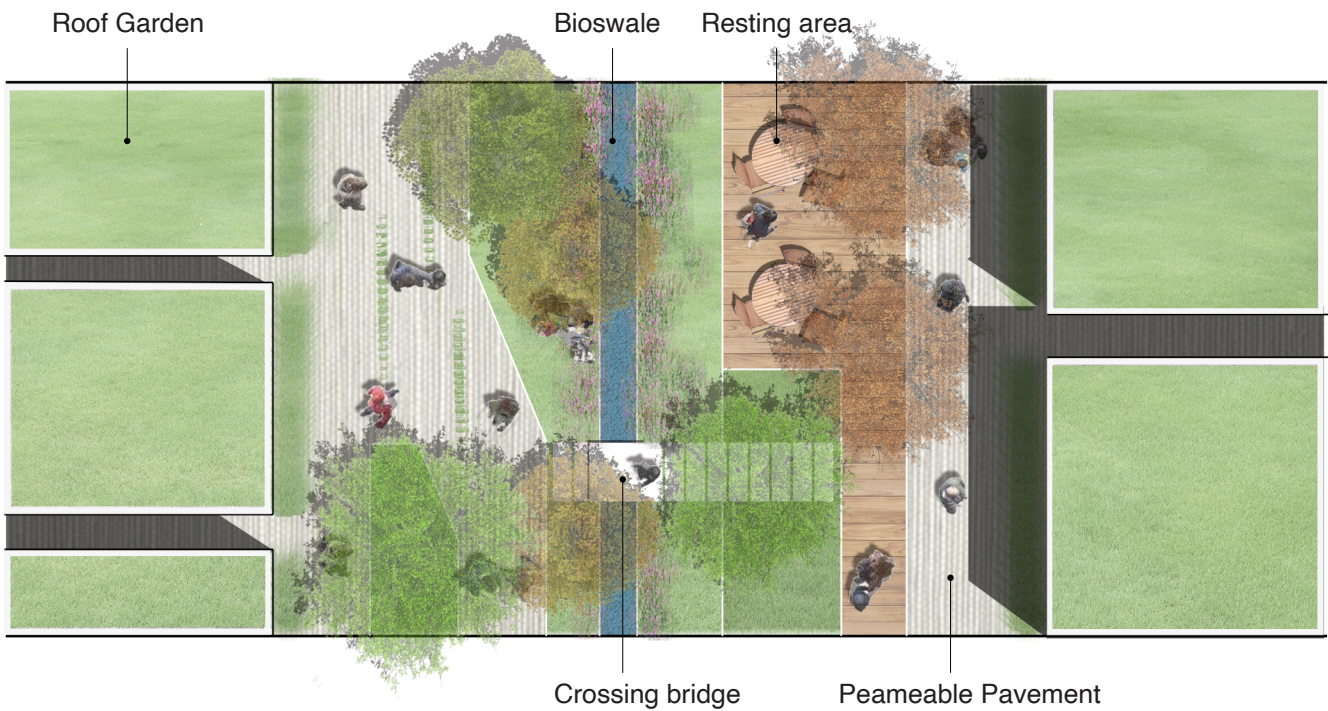 Roof Garden
Bioswale
Resting area
Crossing bridge
Peameable Pavement